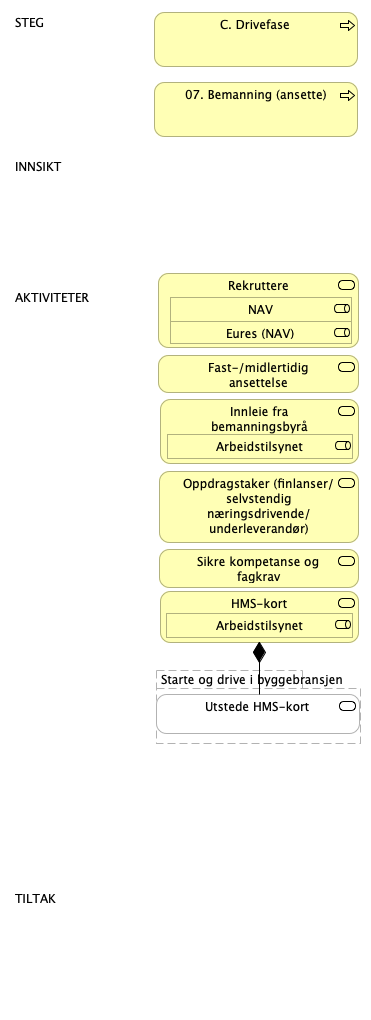 STEG
C. Drivefase
07. Bemanning (ansette)
INNSIKT
AKTIVITETER
Rekruttere
NAV
Eures (NAV)
Fast-/midlertidig
ansettelse
Innleie fra
bemanningsbyrå
Arbeidstilsynet
Oppdragstaker (finlanser/
selvstendig
næringsdrivende/
underleverandør)
Sikre kompetanse og
fagkrav
HMS-kort
Arbeidstilsynet
Starte og drive i byggebransjen
Utstede HMS-kort
TILTAK